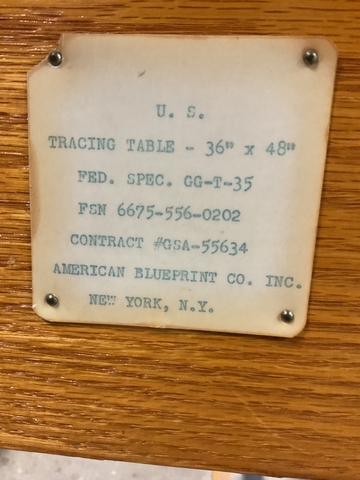 U. S.
TRACING TABLE - 36" x 48"
FED. SPEC. GG-T-35
FSN 6675-556-0202
CONTRACT #GSA-55634
AMERICAN BLUEPRINT CO. INC.
NEW YORK, N.Y.